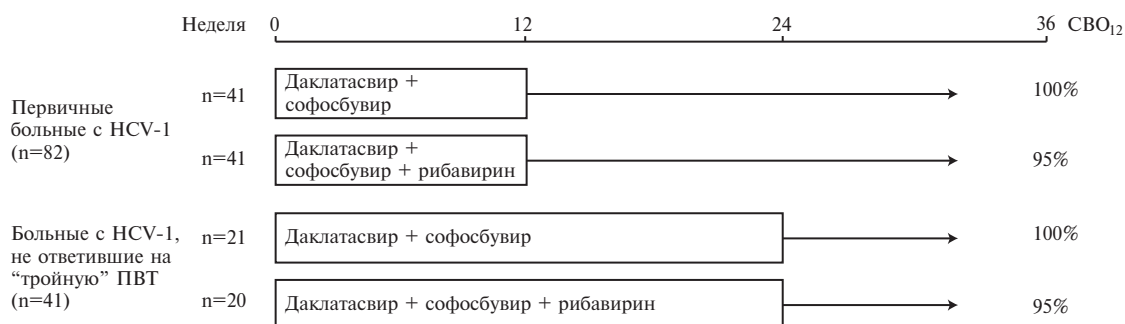 Неделя 0 12 24 36 СВО12
Первичные
больные с HCV-1
(n=82)
n=41
Даклатасвир +
софосбувир
100%
n=41
Даклатасвир +
софосбувир + рибавирин
95%
Больные с HCV-1,
не ответившие на
“тройную” ПВТ
(n=41)
n=21
Даклатасвир + софосбувир
100%
n=20
Даклатасвир + софосбувир + рибавирин
95%